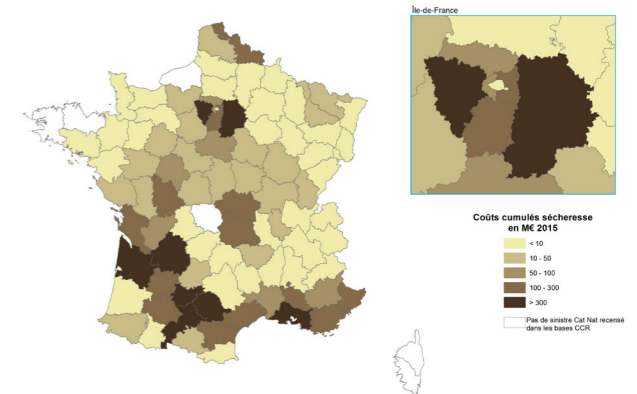 Île-de-France
Coûts cumulés sécheresse
en M€ 2015
< 10
10 - 50
50 - 100
100 - 300
> 300
Pas de sinistre Cat Nat recensé
dans les bases CCR